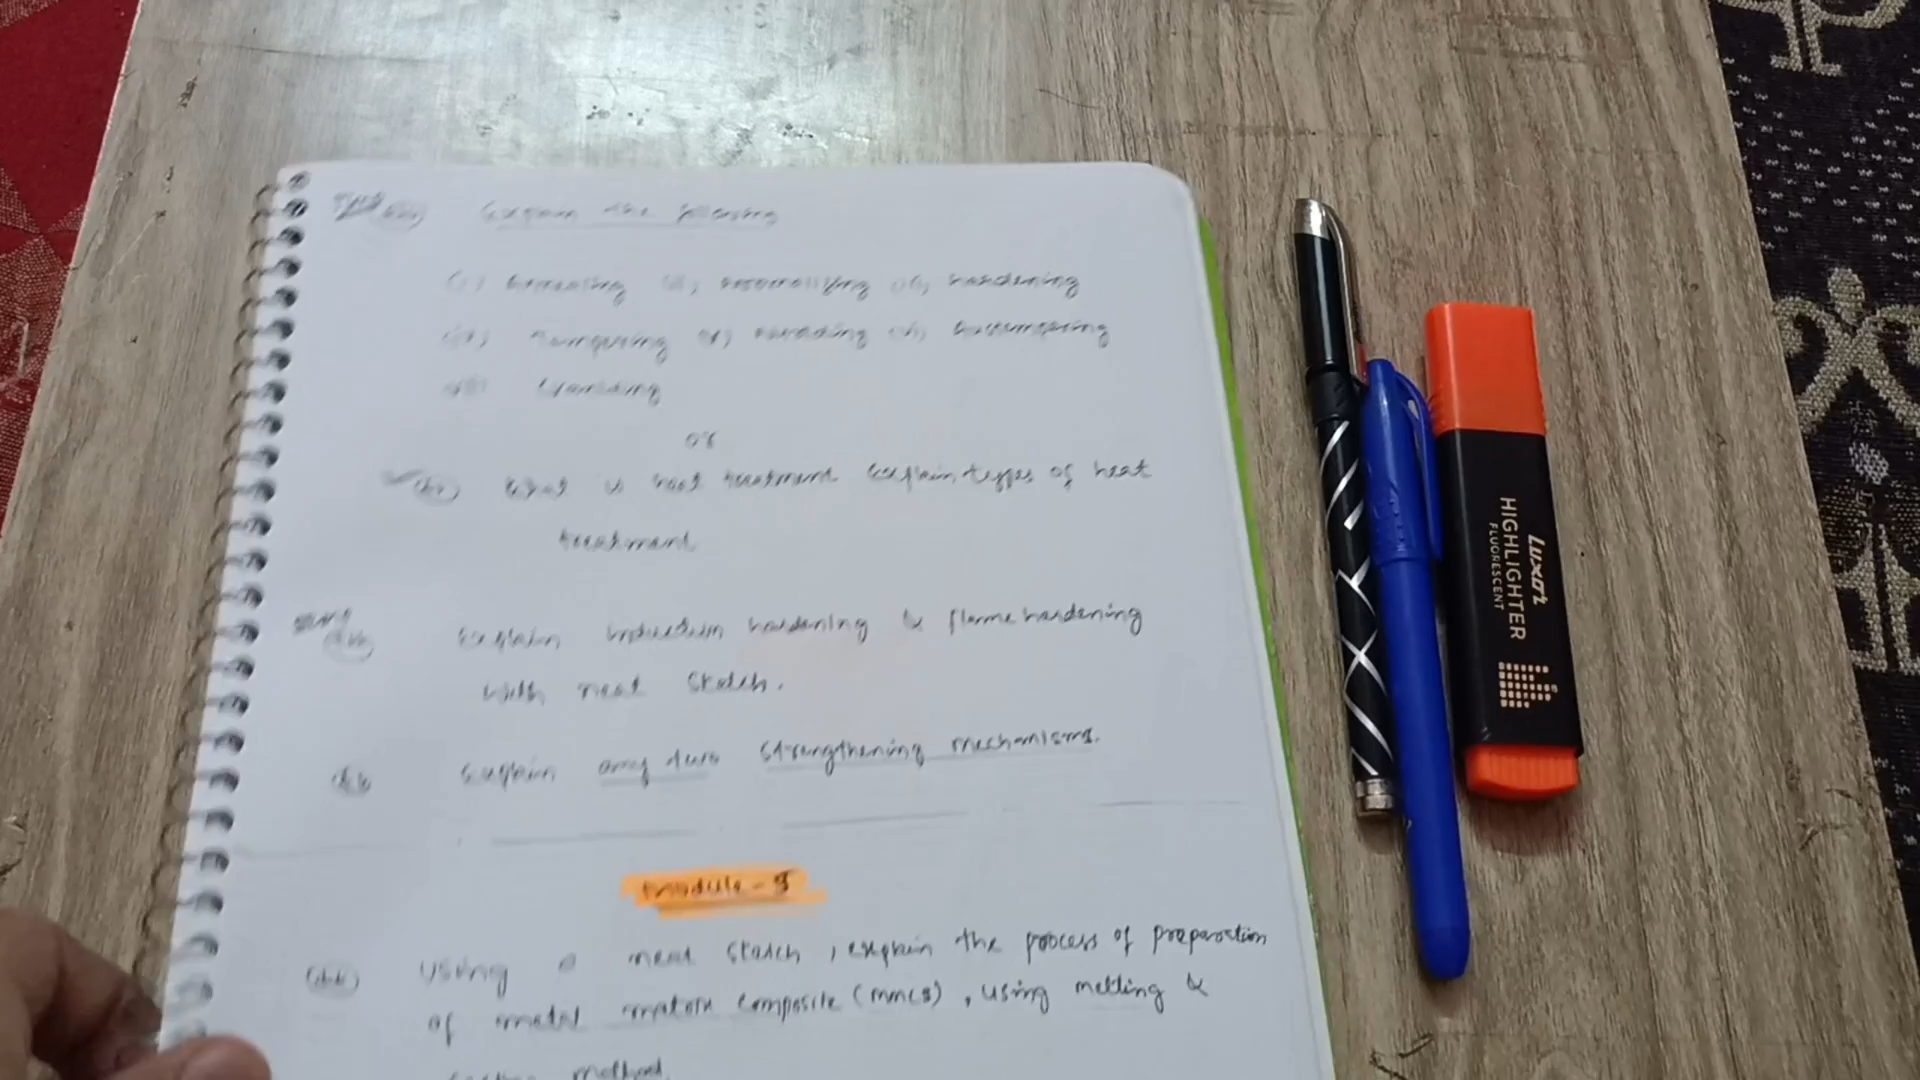 Explain the following
(i) Annealing (ii) normalizing (iii) hardening
(iv) Tempering (v) (vi) Austempering
or
What is heat treatment Explain types of heat
treatment
Explain induction hardening & flame hardening
with neat sketch.
Explain any two strengthening mechanisms.
Module - 5
Using a neat sketch, explain the process of preparation
of metal matrix composite (MMCs), using melting &
method.
Luxor
HIGHLIGHTER
FLUORESCENT